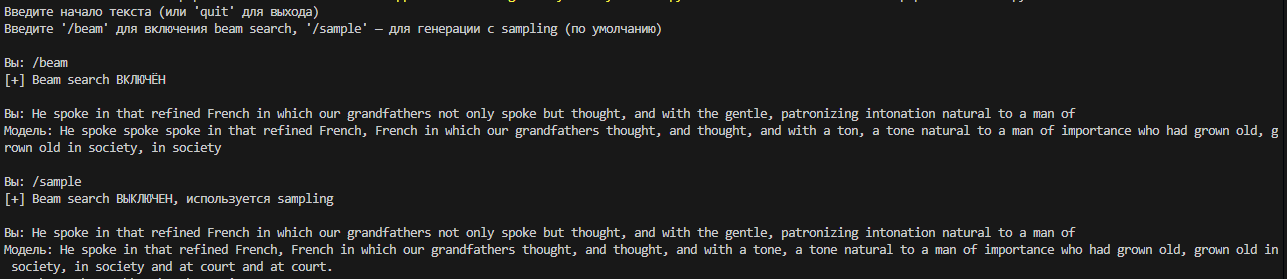 Введите начало текста (или 'quit' для выхода)
Введите '/beam' для включения beam search, '/sample' — для генерации с sampling (по умолчанию)
Вы: /beam
[+] Beam search ВКЛЮЧЁН
Вы: He spoke in that refined French in which our grandfathers not only spoke but thought, and with the gentle, patronizing intonation natural to a man of
Модель: He spoke spoke spoke in that refined French, French in which our grandfathers thought, and thought, and with a ton, a tone natural to a man of importance who had grown old, g
rown old in society, in society
Вы: /sample
[+] Beam search ВЫКЛЮЧЕН, используется sampling
Вы: He spoke in that refined French in which our grandfathers not only spoke but thought, and with the gentle, patronizing intonation natural to a man of
Модель: He spoke in that refined French, French in which our grandfathers thought, and thought, and with a tone, a tone natural to a man of importance who had grown old, grown old in
society, in society and at court and at court.